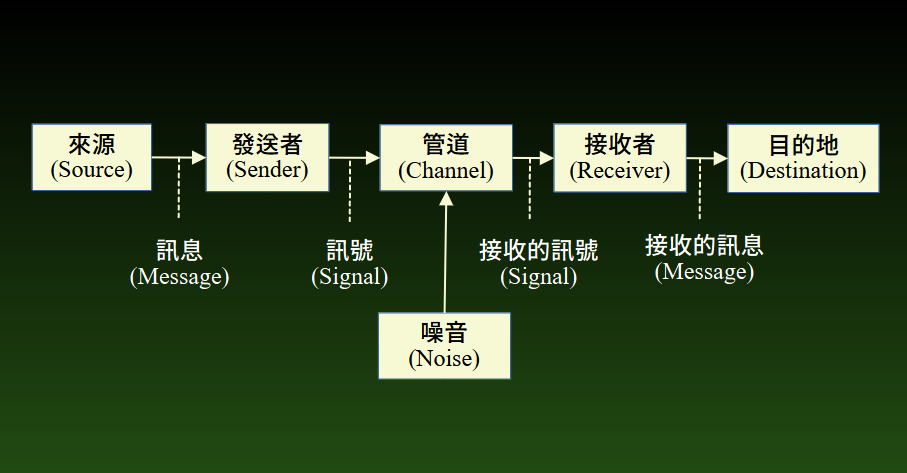 來源
(Source)
發送者
(Sender)
管道
(Channel)
接收者
(Receiver)
目的地
(Destination)
訊息
(Message)
訊號
(Signal)
接收的訊號
(Signal)
接收的訊息
(Message)
噪音
(Noise)